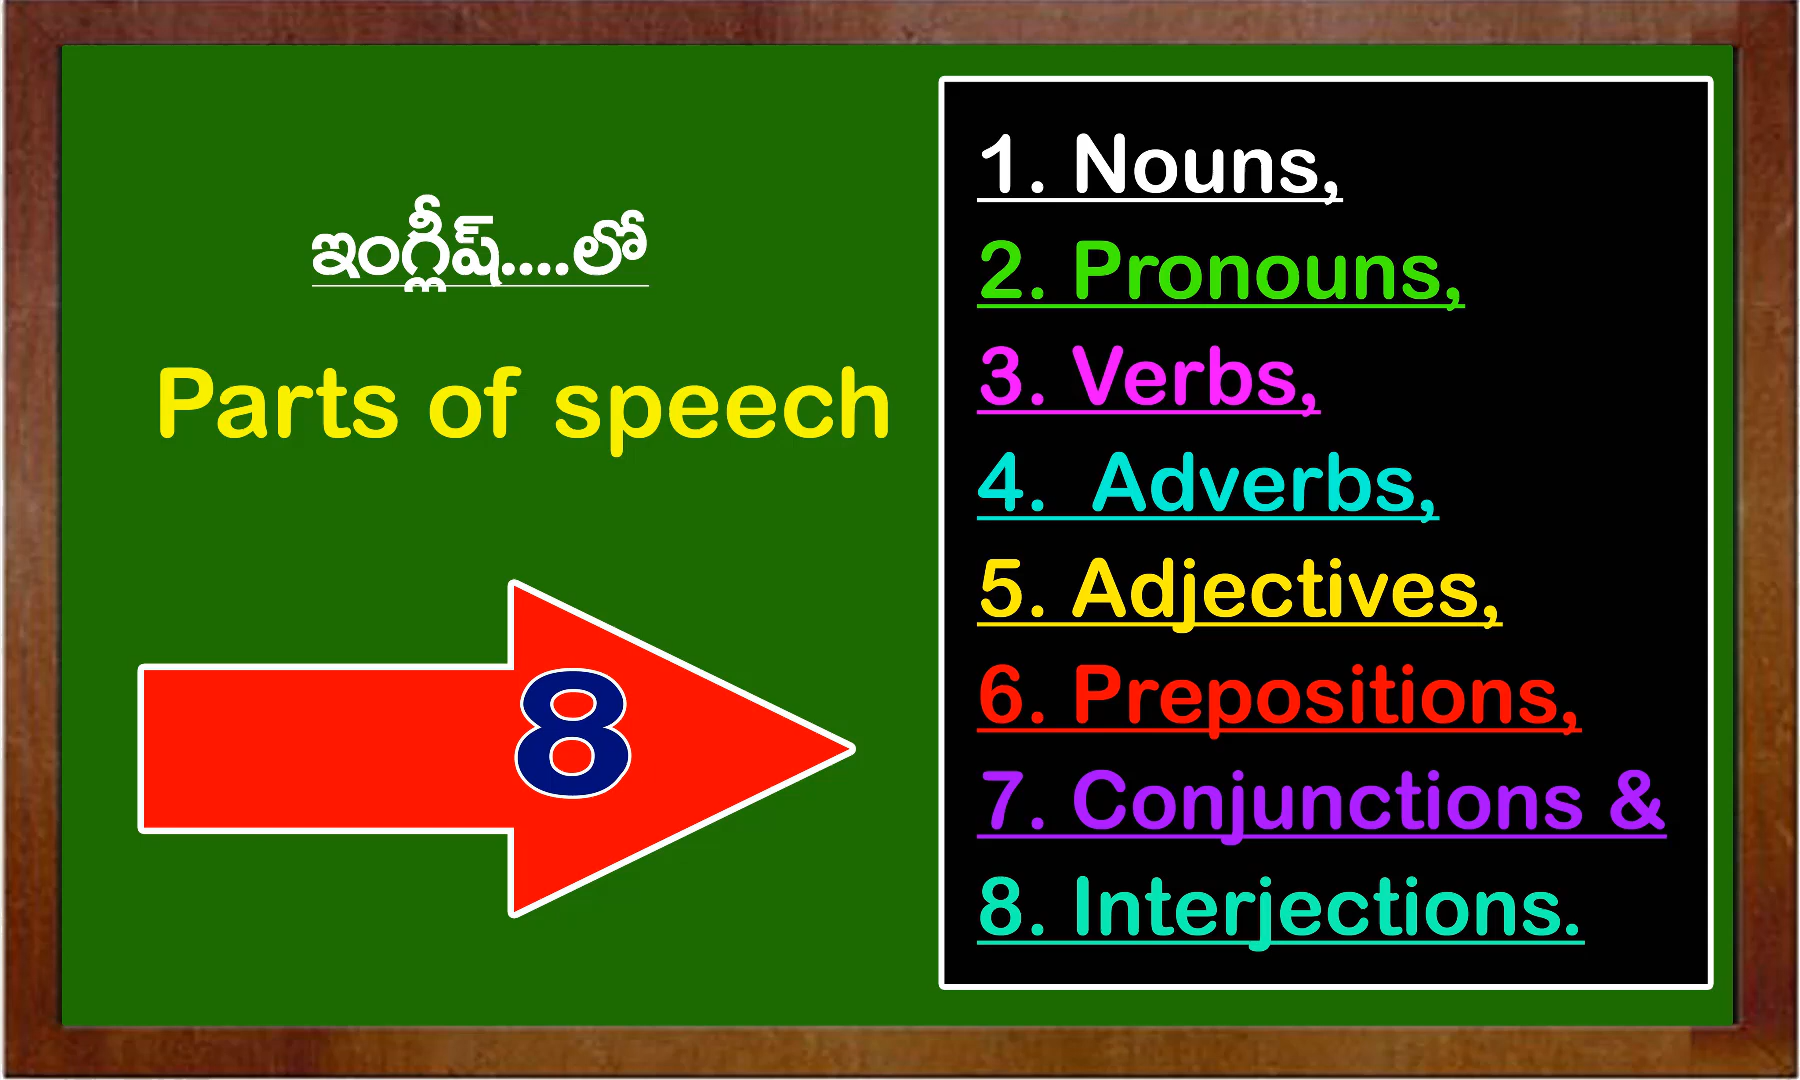 ఇంగ్లీష్....లో
Parts of speech
8
1. Nouns,
2. Pronouns,
3. Verbs,
4. Adverbs,
5. Adjectives,
6. Prepositions,
7. Conjunctions &
8. Interjections.